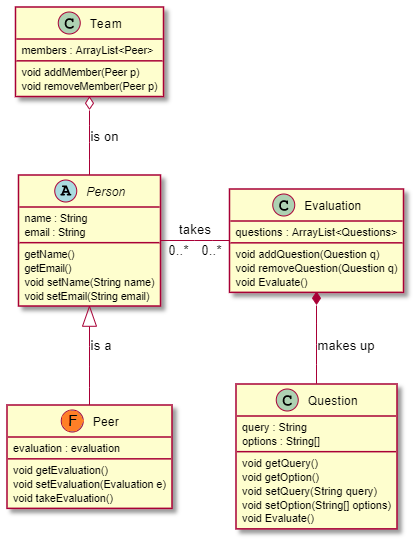 C Team
members : ArrayList<Peer>
void addMember(Peer p)
void removeMember(Peer p)
is on
A Person
name : String
email : String
getName()
getEmail()
void setName(String name)
void setEmail(String email)
takes
0..* 0..*
C Evaluation
questions : ArrayList<Questions>
void addQuestion(Question q)
void removeQuestion(Question q)
void Evaluate()
is a
makes up
F Peer
evaluation : evaluation
void getEvaluation()
void setEvaluation(Evaluation e)
void takeEvaluation()
C Question
query : String
options : String[]
void getQuery()
void getOption()
void setQuery(String query)
void setOption(String[] options)
void Evaluate()